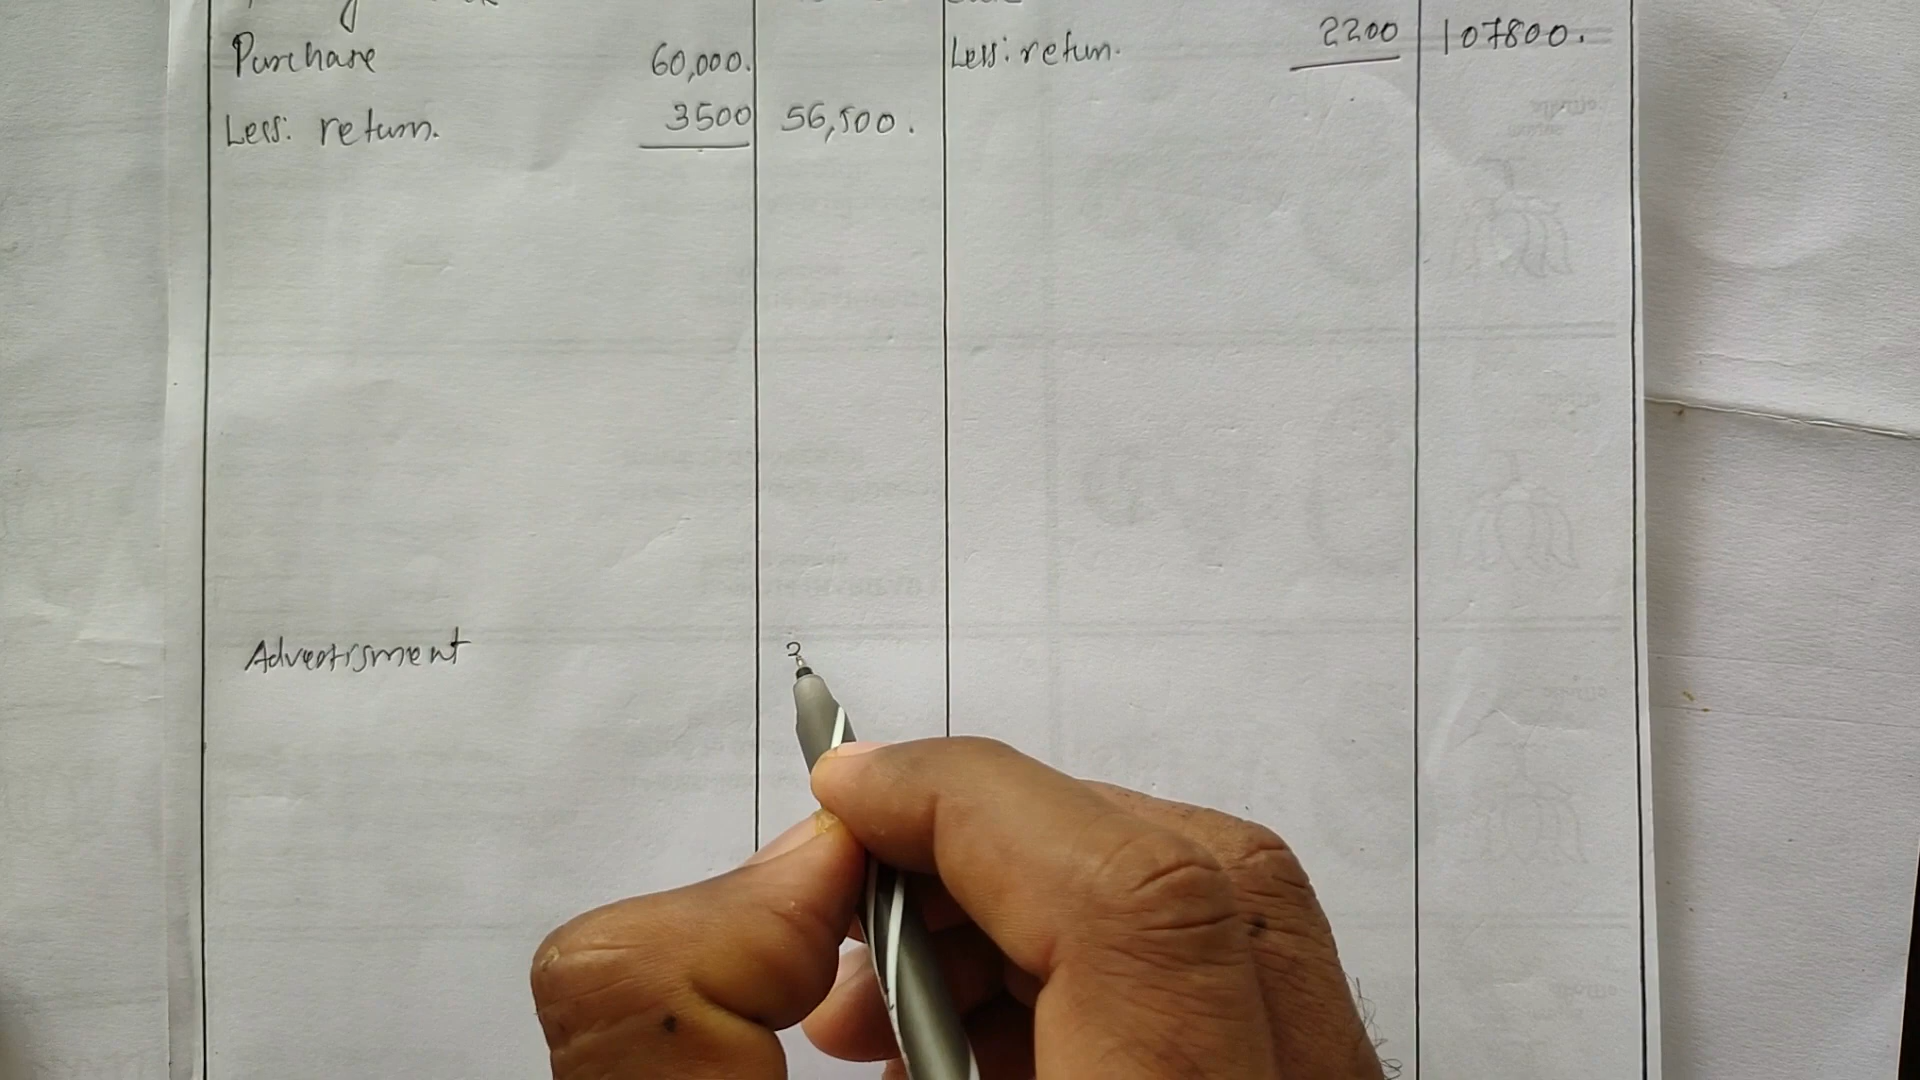 Purchase 60,000.
Less: return. 3500 56,500.
Less: return. 2200 107800.
Advertisment